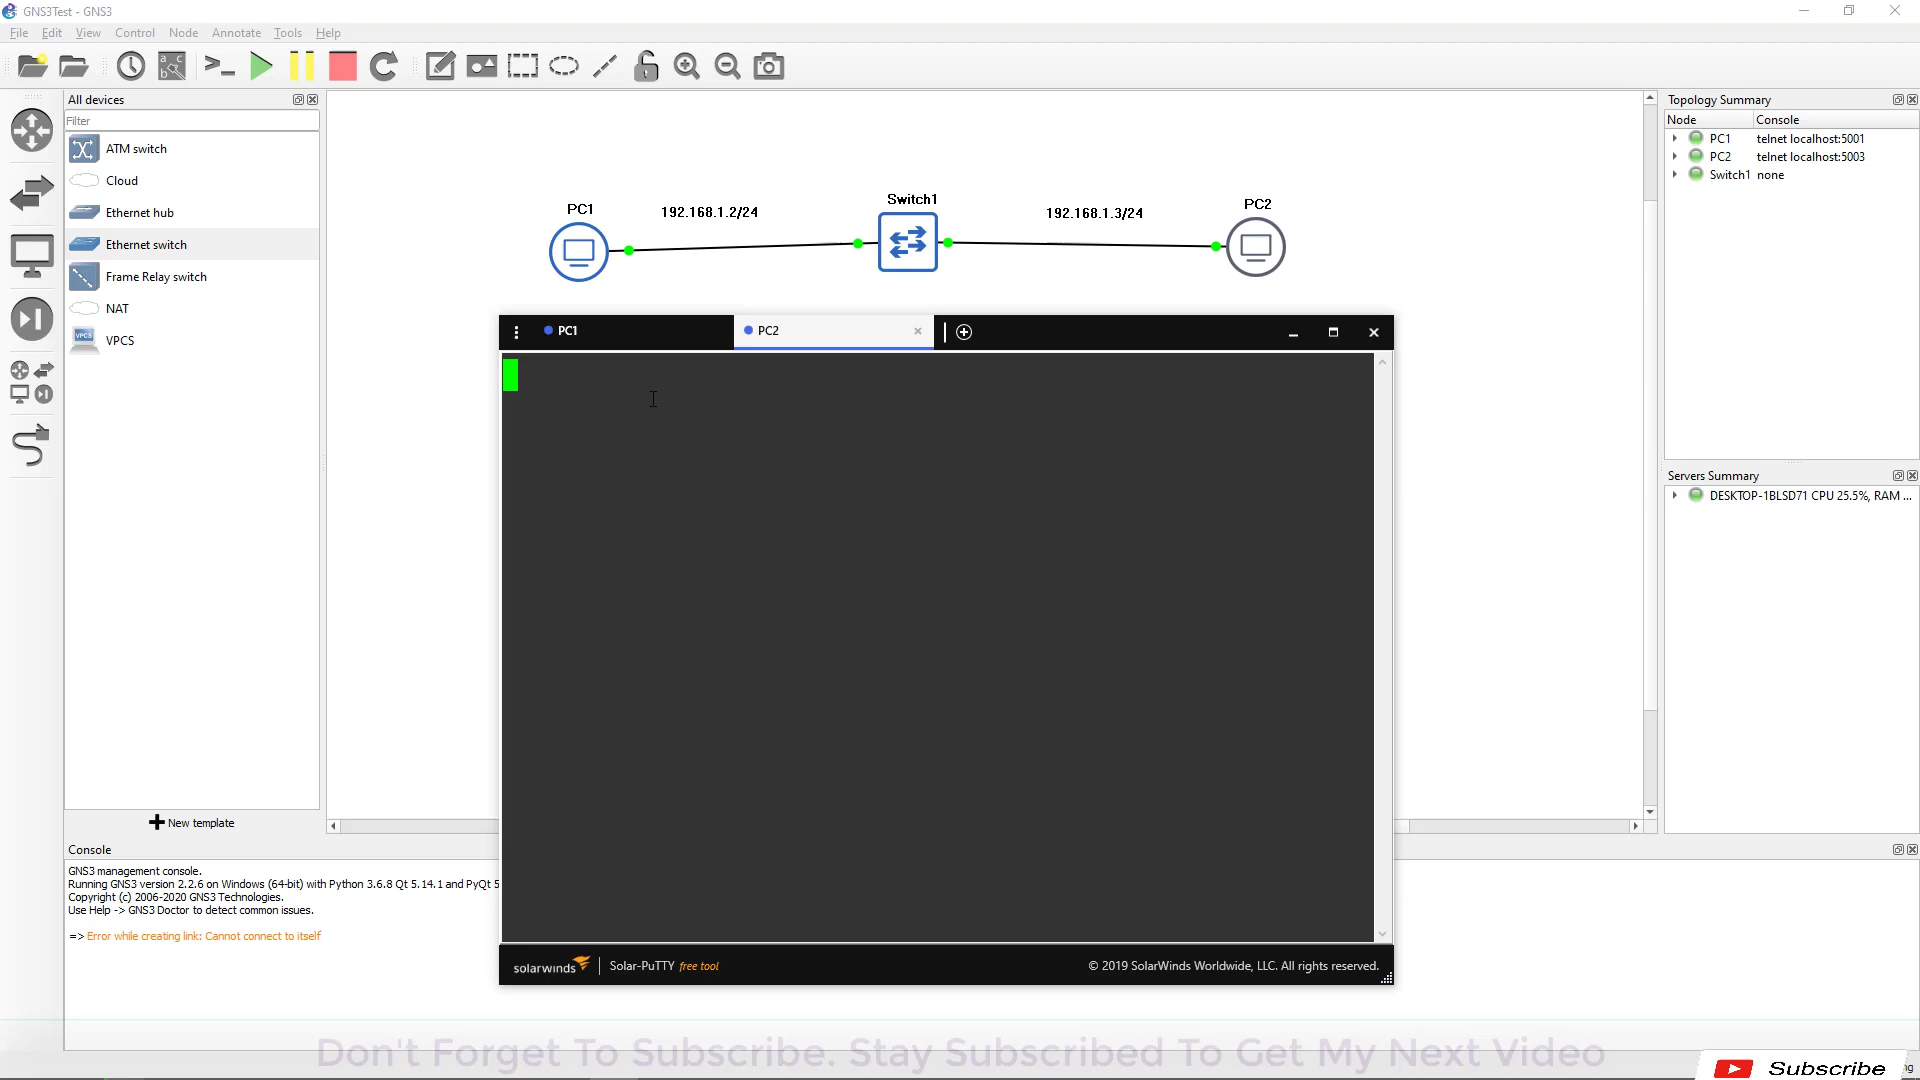 GNS3Test - GNS3
File Edit View Control Node Annotate Tools Help
All devices
Filter
ATM switch
Cloud
Ethernet hub
Ethernet switch
Frame Relay switch
NAT
VPCS
VPCS
New template
PC1
192.168.1.2/24
Switch1
192.168.1.3/24
PC2
PC1
PC2
solarwinds
Solar-PuTTY free tool
© 2019 SolarWinds Worldwide, LLC. All rights reserved.
Topology Summary
Node Console
PC1 telnet localhost:5001
PC2 telnet localhost:5003
Switch1 none
Servers Summary
DESKTOP-1BLSD71 CPU 25.5%, RAM ...
Console
GNS3 management console.
Running GNS3 version 2.2.6 on Windows (64-bit) with Python 3.6.8 Qt 5.14.1 and PyQt 5
Copyright (c) 2006-2020 GNS3 Technologies.
Use Help -> GNS3 Doctor to detect common issues.
=> Error while creating link: Cannot connect to itself
Don't Forget To Subscribe. Stay Subscribed To Get My Next Video
Subscribe